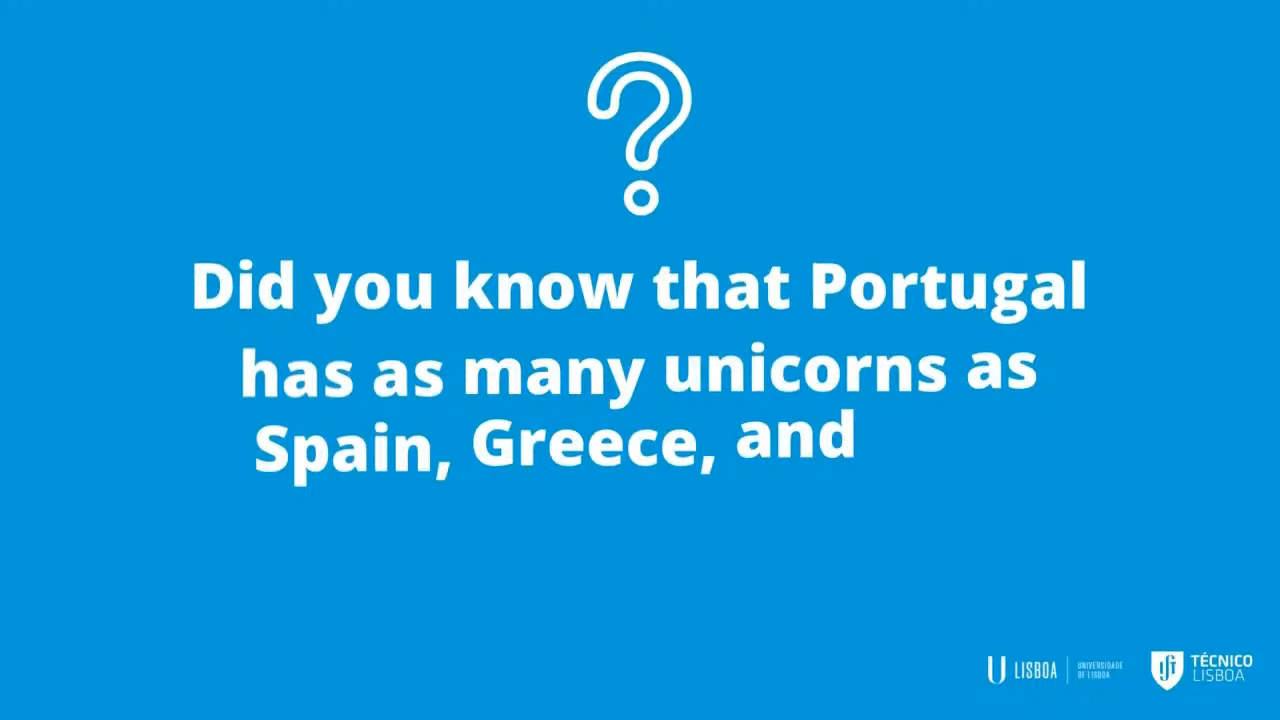 ?
Did you know that Portugal
has as many unicorns as
Spain, Greece, and
U LISBOA
UNIVERSIDADE
DE LISBOA
TÉCNICO
LISBOA